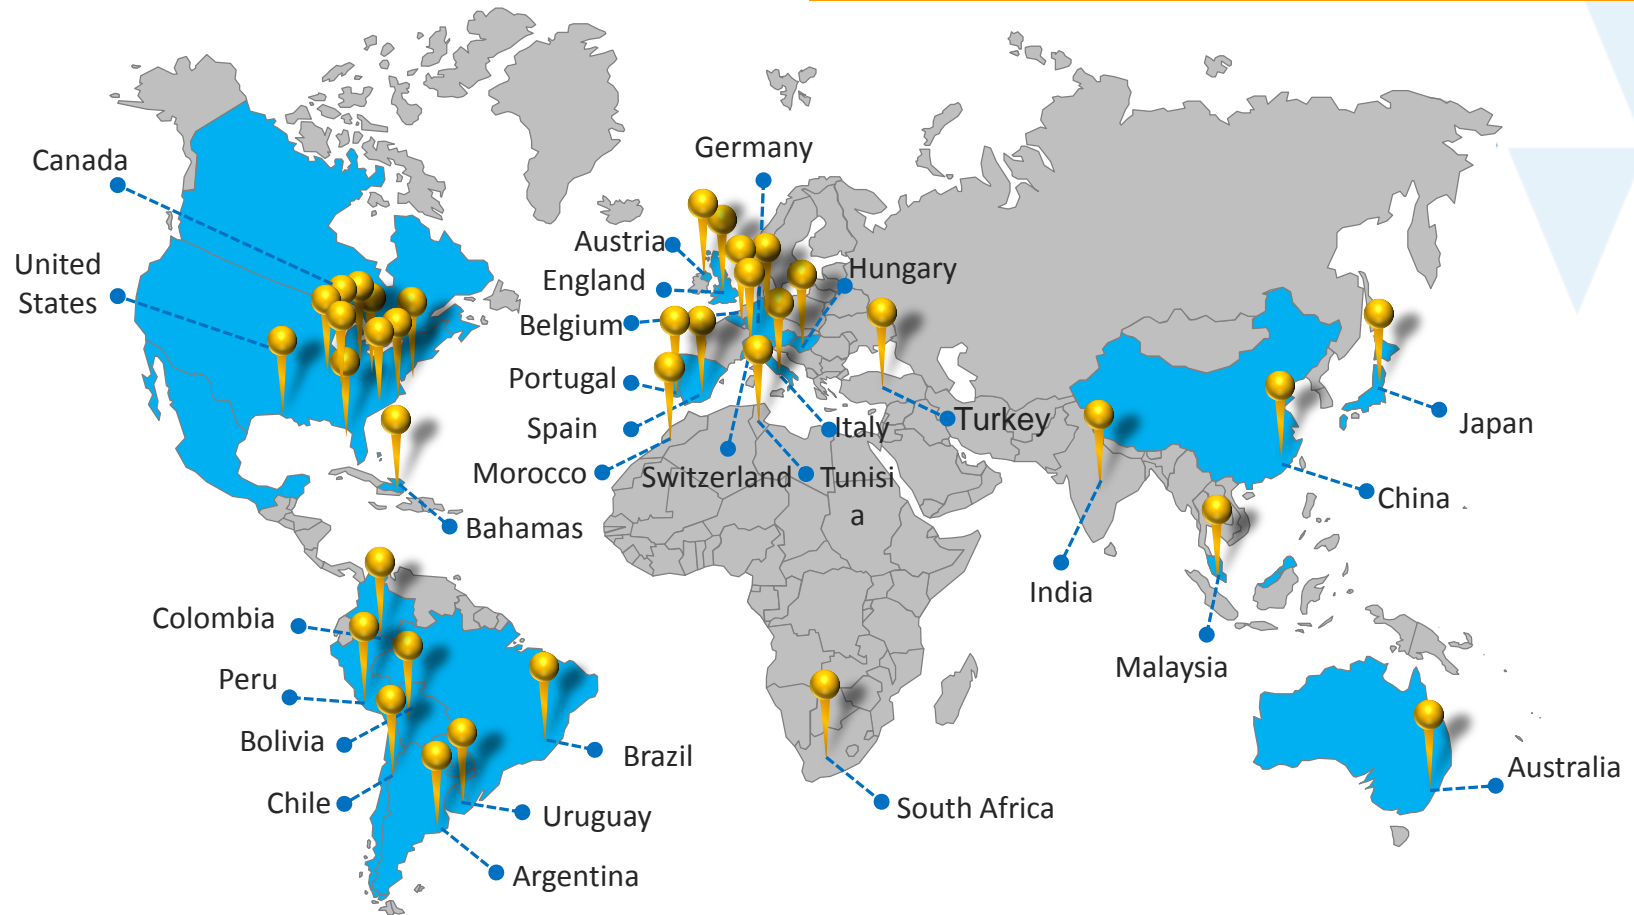 Germany
Canada
Austria
United
States
England
Hungary
Belgium
Portugal
Spain
Italy
Turkey
Japan
Morocco
Switzerland
Tunisi
a
China
Bahamas
India
Colombia
Malaysia
Peru
Bolivia
Brazil
Australia
Chile
Uruguay
South Africa
Argentina